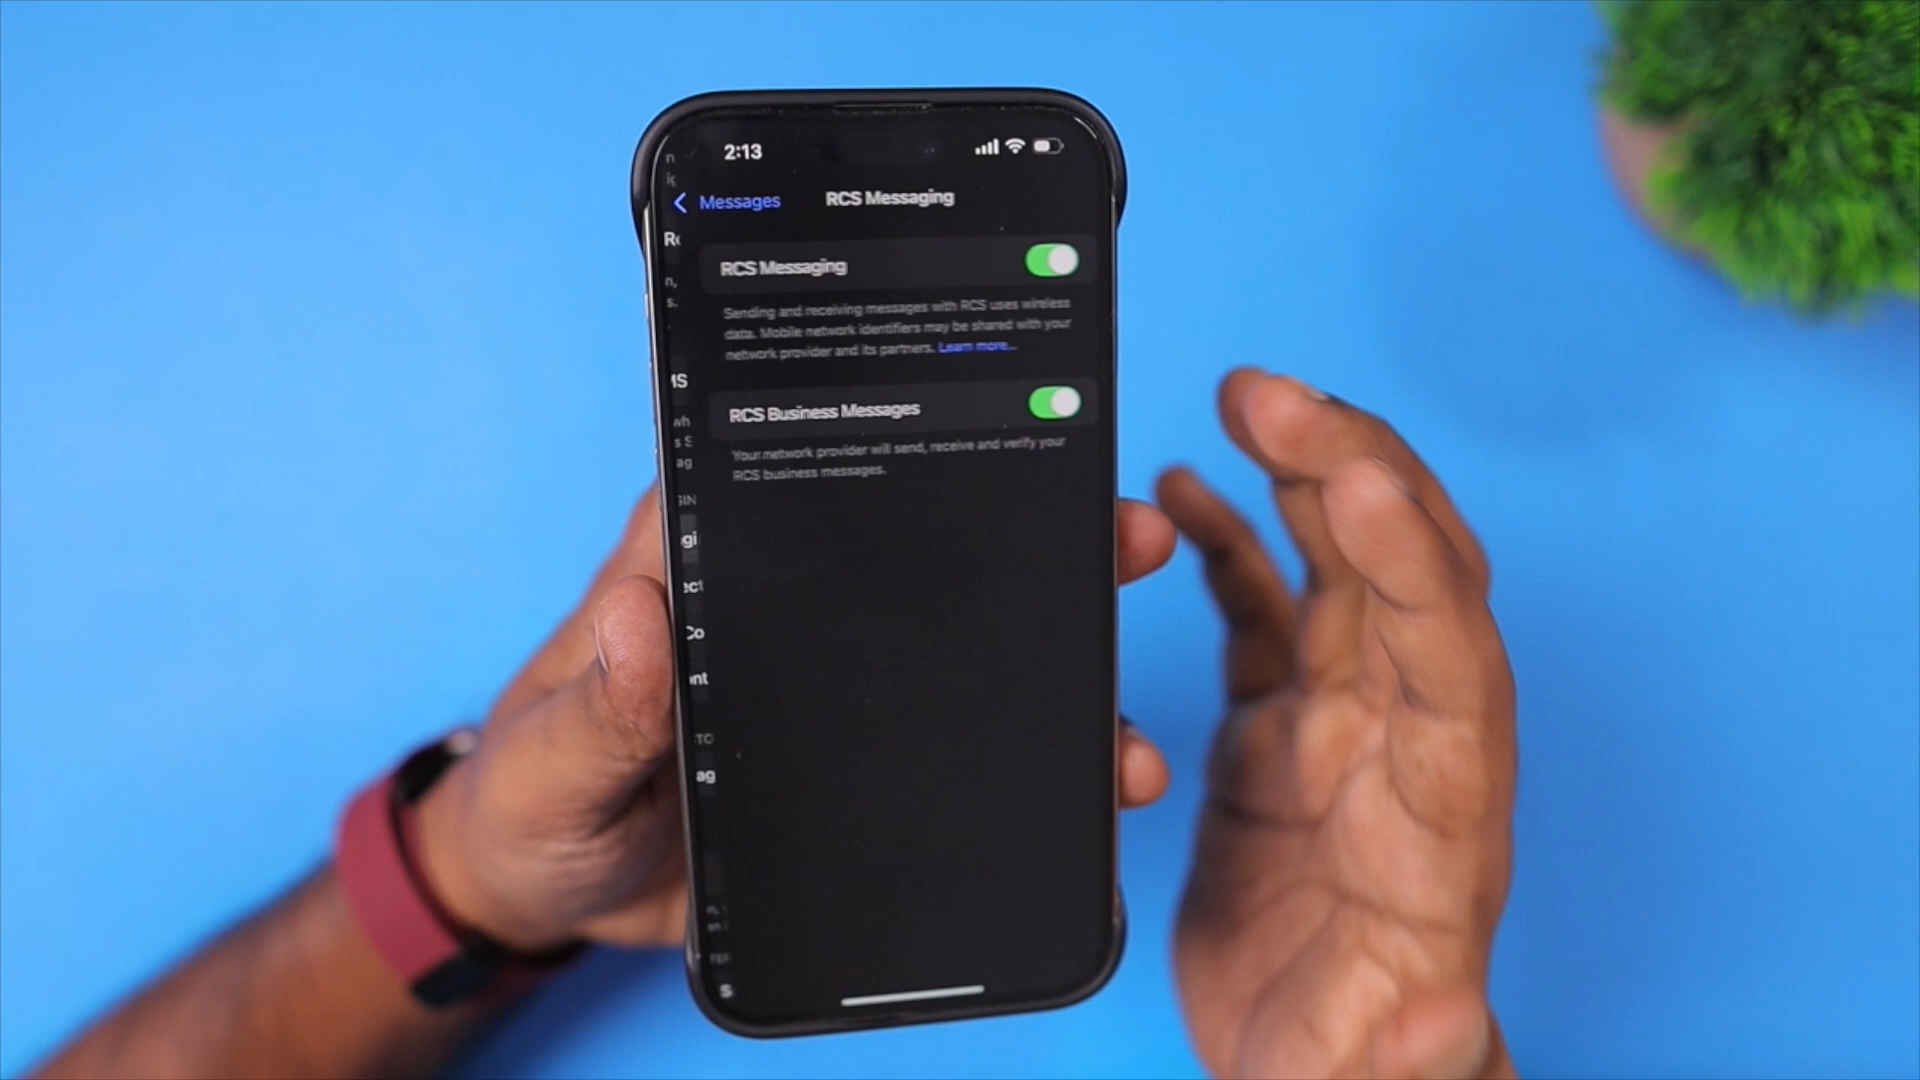 2:13
Messages
RCS Messaging
RCS Messaging
Sending and receiving messages with RCS uses wireless
data. Mobile network identifiers may be shared with your
network provider and its partners. Learn more...
RCS Business Messages
Your network provider will send, receive and verify your
RCS business messages.